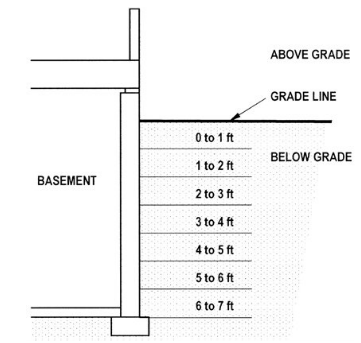 ABOVE GRADE
GRADE LINE
0 to 1 ft
1 to 2 ft
BELOW GRADE
BASEMENT
2 to 3 ft
3 to 4 ft
4 to 5 ft
5 to 6 ft
6 to 7 ft